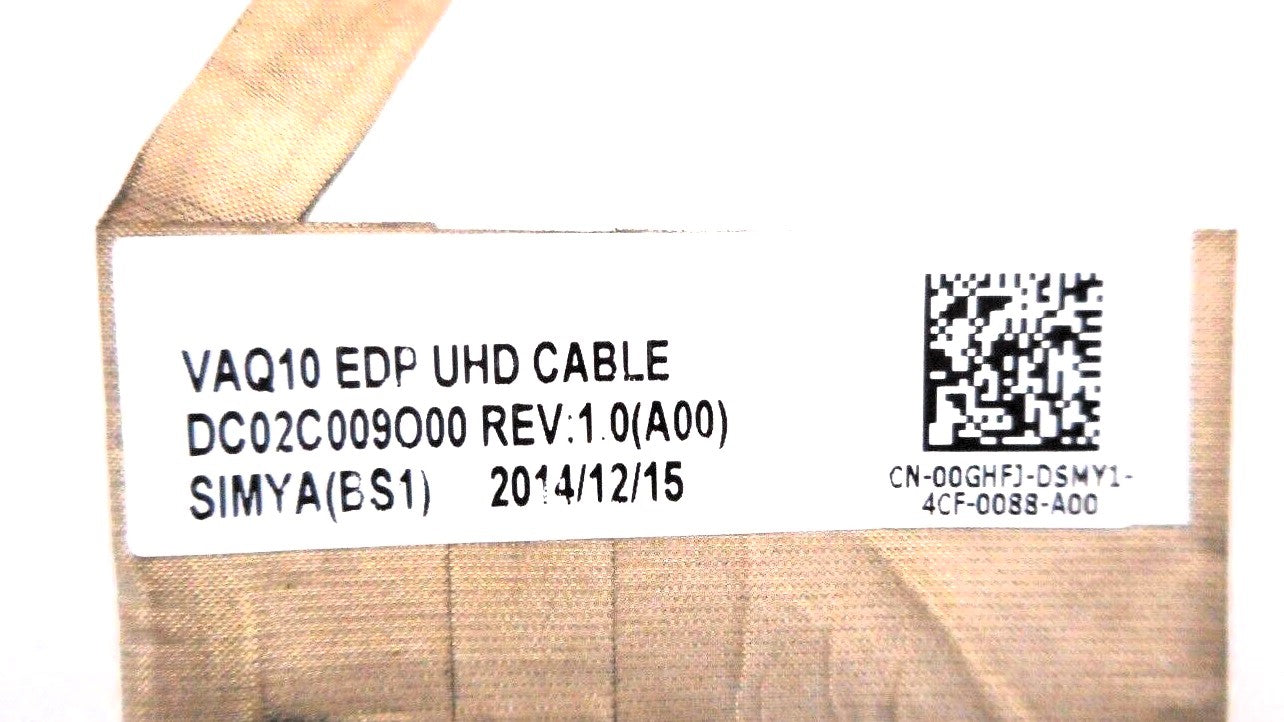 VAQ10 EDP UHD CABLE
DC02C009O00 REV:1.0(A00)
SIMYA(BS1) 2014/12/15
CN-00GHFJ-DSMY1-
4CF-0088-A00